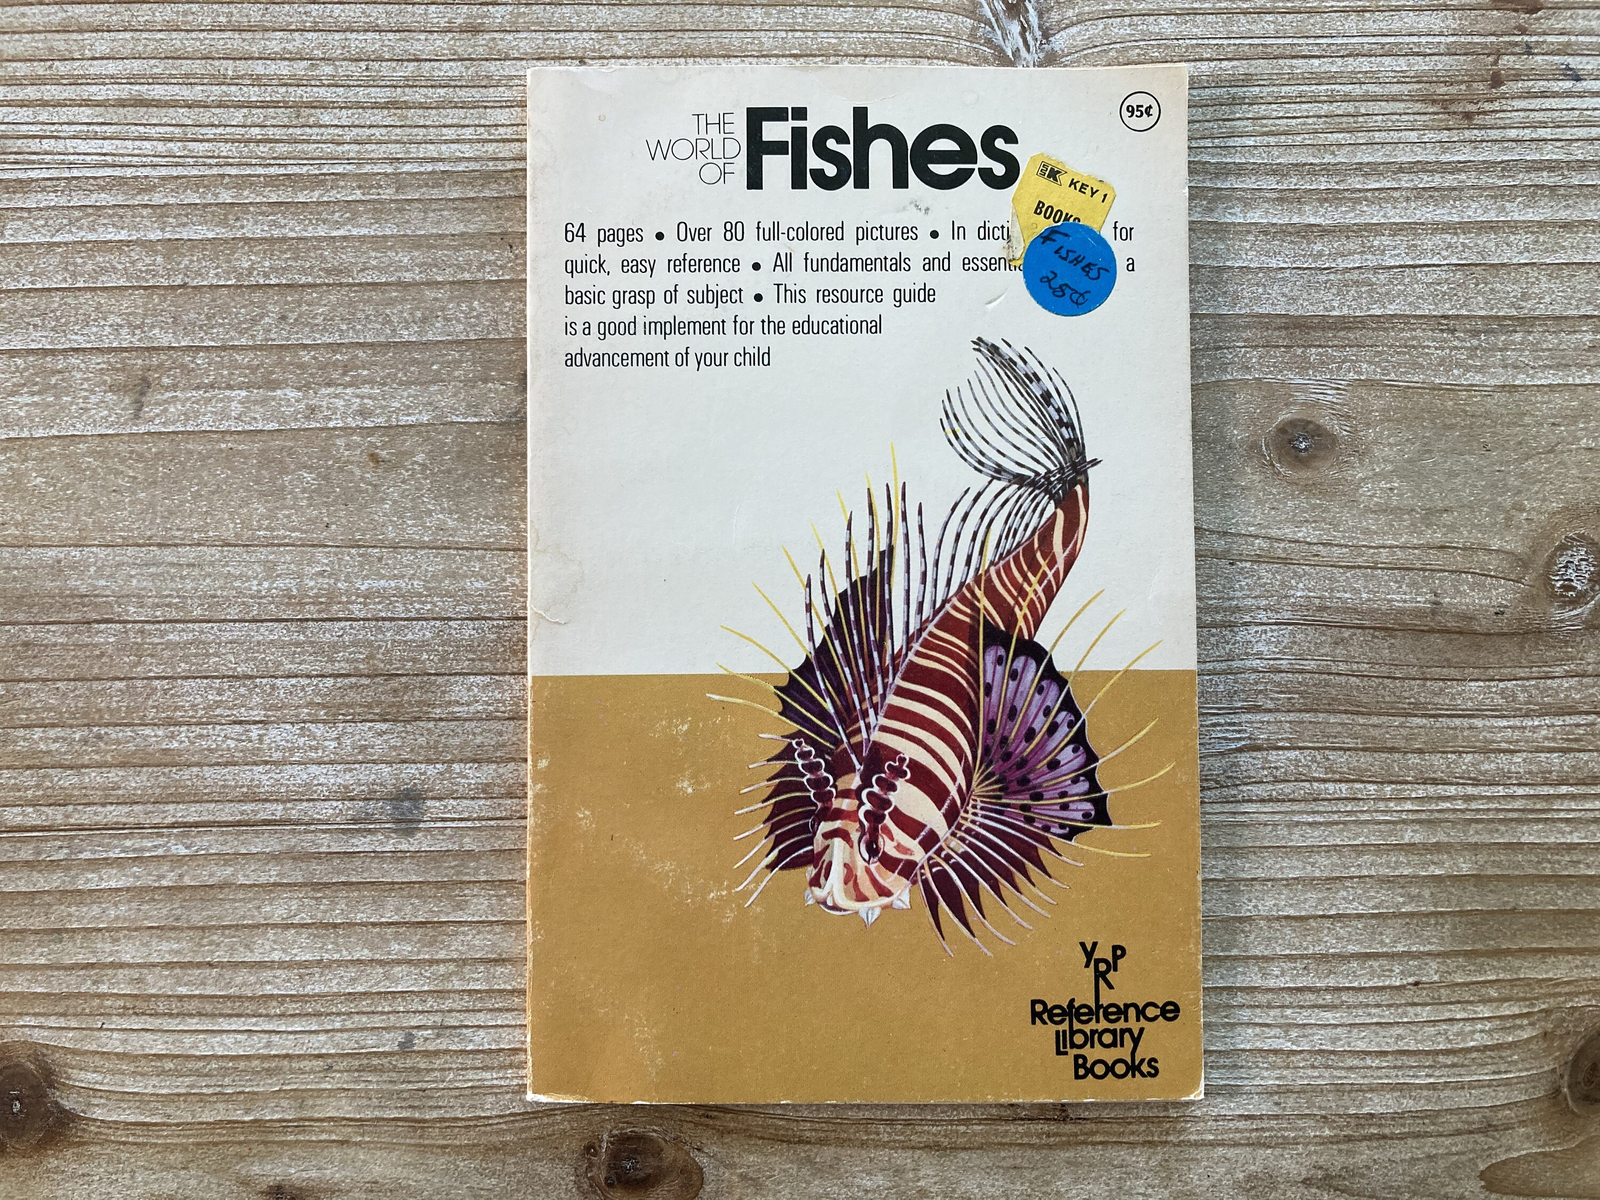 THE
WORLD
OF Fishes
95¢
KEY 1
BOOKS
FISHES
25¢
64 pages • Over 80 full-colored pictures • In dicti for
quick, easy reference • All fundamentals and essenti a
basic grasp of subject • This resource guide
is a good implement for the educational
advancement of your child
YRP
Reference
Library
Books